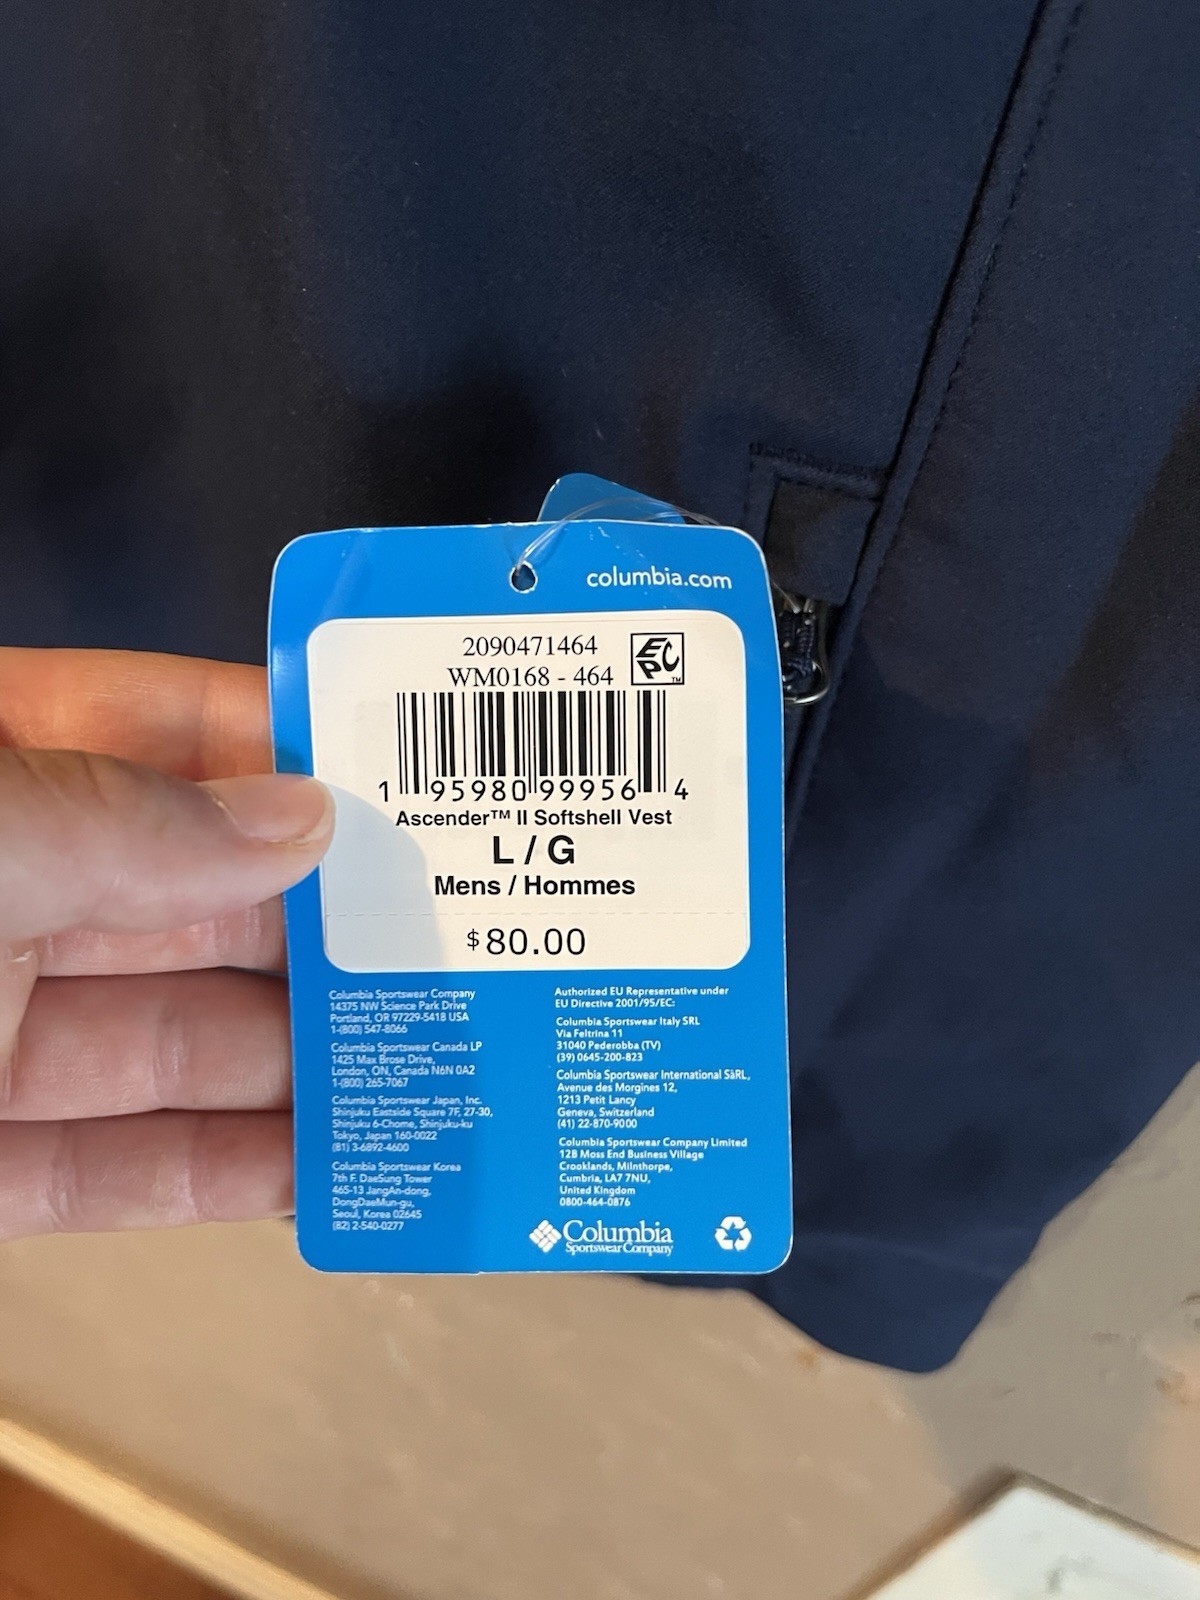 columbia.com
2090471464
WM0168 - 464
EPC™
1 95980 99956 4
Ascender™ II Softshell Vest
L / G
Mens / Hommes
$80.00
Columbia Sportswear Company
14375 NW Science Park Drive
Portland, OR 97229-5418 USA
1-(800) 547-8066
Columbia Sportswear Canada LP
1425 Max Brose Drive,
London, ON, Canada N6N 0A2
1-(800) 265-7067
Columbia Sportswear Japan, Inc.
Shinjuku Eastside Square 7F, 27-30,
Shinjuku 6-Chome, Shinjuku-ku
Tokyo, Japan 160-0022
(81) 3-6892-4600
Columbia Sportswear Korea
7th F. DaeSung Tower
465-13 JangAn-dong,
DongDaeMun-gu,
Seoul, Korea 02645
(82) 2-540-0277
Authorized EU Representative under
EU Directive 2001/95/EC:
Columbia Sportswear Italy SRL
Via Feltrina 11
31040 Pederobba (TV)
(39) 0645-200-823
Columbia Sportswear International SàRL,
Avenue des Morgines 12,
1213 Petit Lancy
Geneva, Switzerland
(41) 22-870-9000
Columbia Sportswear Company Limited
12B Moss End Business Village
Crooklands, Milnthorpe,
Cumbria, LA7 7NU,
United Kingdom
0800-464-0876
Columbia
Sportswear Company